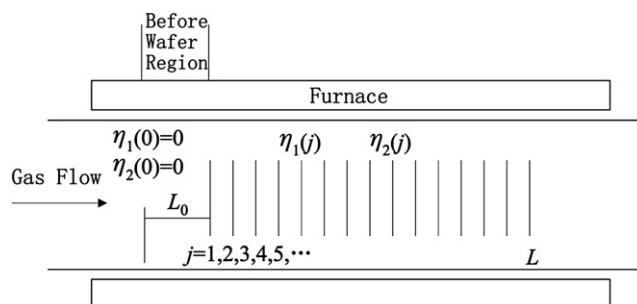 Before
Wafer
Region
Furnace
η₁(0)=0
η₂(0)=0
η₁(j)
η₂(j)
Gas Flow
L₀
j=1,2,3,4,5,⋯
L